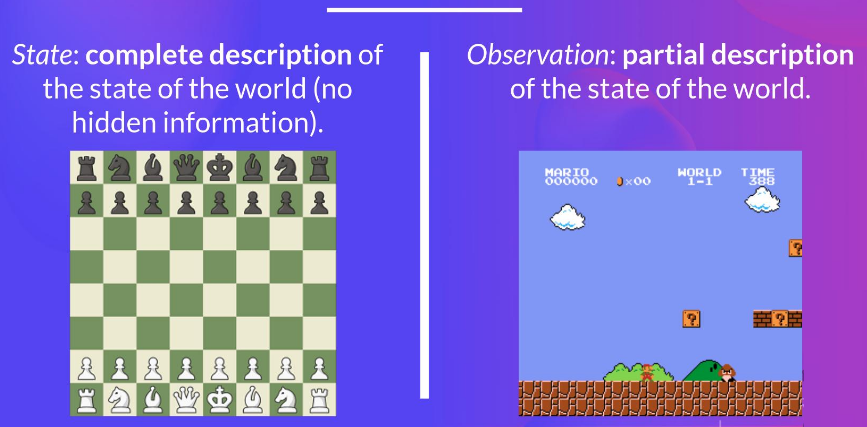 State: complete description of
the state of the world (no
hidden information).
Observation: partial description
of the state of the world.
MARIO WORLD TIME
000000 ×00 1-1 388
?
? ?